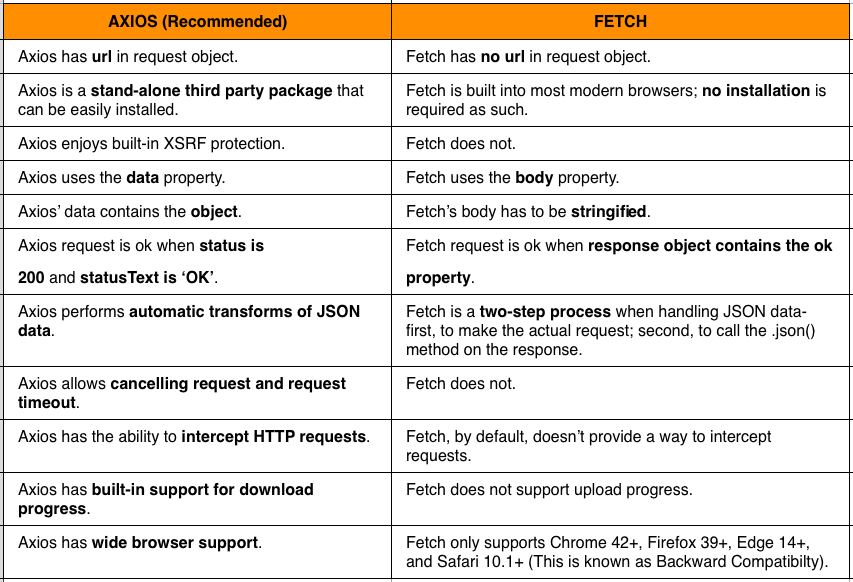 AXIOS (Recommended) FETCH
Axios has url in request object. Fetch has no url in request object.
Axios is a stand-alone third party package that
can be easily installed.
Fetch is built into most modern browsers; no installation is
required as such.
Axios enjoys built-in XSRF protection. Fetch does not.
Axios uses the data property. Fetch uses the body property.
Axios’ data contains the object. Fetch’s body has to be stringified.
Axios request is ok when status is
200 and statusText is ‘OK’.
Fetch request is ok when response object contains the ok
property.
Axios performs automatic transforms of JSON
data.
Fetch is a two-step process when handling JSON data-
first, to make the actual request; second, to call the .json()
method on the response.
Axios allows cancelling request and request
timeout.
Fetch does not.
Axios has the ability to intercept HTTP requests.
Fetch, by default, doesn’t provide a way to intercept
requests.
Axios has built-in support for download
progress.
Fetch does not support upload progress.
Axios has wide browser support.
Fetch only supports Chrome 42+, Firefox 39+, Edge 14+,
and Safari 10.1+ (This is known as Backward Compatibilty).